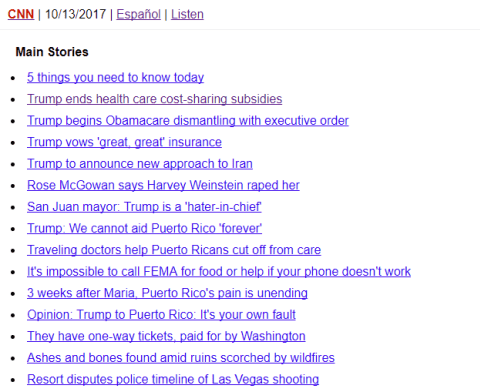 CNN | 10/13/2017 | Español | Listen
Main Stories
5 things you need to know today
Trump ends health care cost-sharing subsidies
Trump begins Obamacare dismantling with executive order
Trump vows 'great, great' insurance
Trump to announce new approach to Iran
Rose McGowan says Harvey Weinstein raped her
San Juan mayor: Trump is a 'hater-in-chief'
Trump: We cannot aid Puerto Rico 'forever'
Traveling doctors help Puerto Ricans cut off from care
It's impossible to call FEMA for food or help if your phone doesn't work
3 weeks after Maria, Puerto Rico's pain is unending
Opinion: Trump to Puerto Rico: It's your own fault
They have one-way tickets, paid for by Washington
Ashes and bones found amid ruins scorched by wildfires
Resort disputes police timeline of Las Vegas shooting